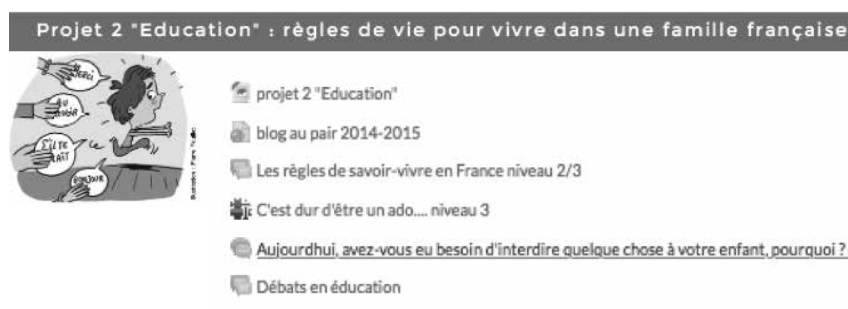 Projet 2 "Education" : règles de vie pour vivre dans une famille française
MERCI
AU
REVOIR
S'IL TE
PLAÎT
BONJOUR
projet 2 "Education"
blog au pair 2014-2015
Les règles de savoir-vivre en France niveau 2/3
C'est dur d'être un ado.... niveau 3
Aujourdhui, avez-vous eu besoin d'interdire quelque chose à votre enfant, pourquoi ?
Débats en éducation